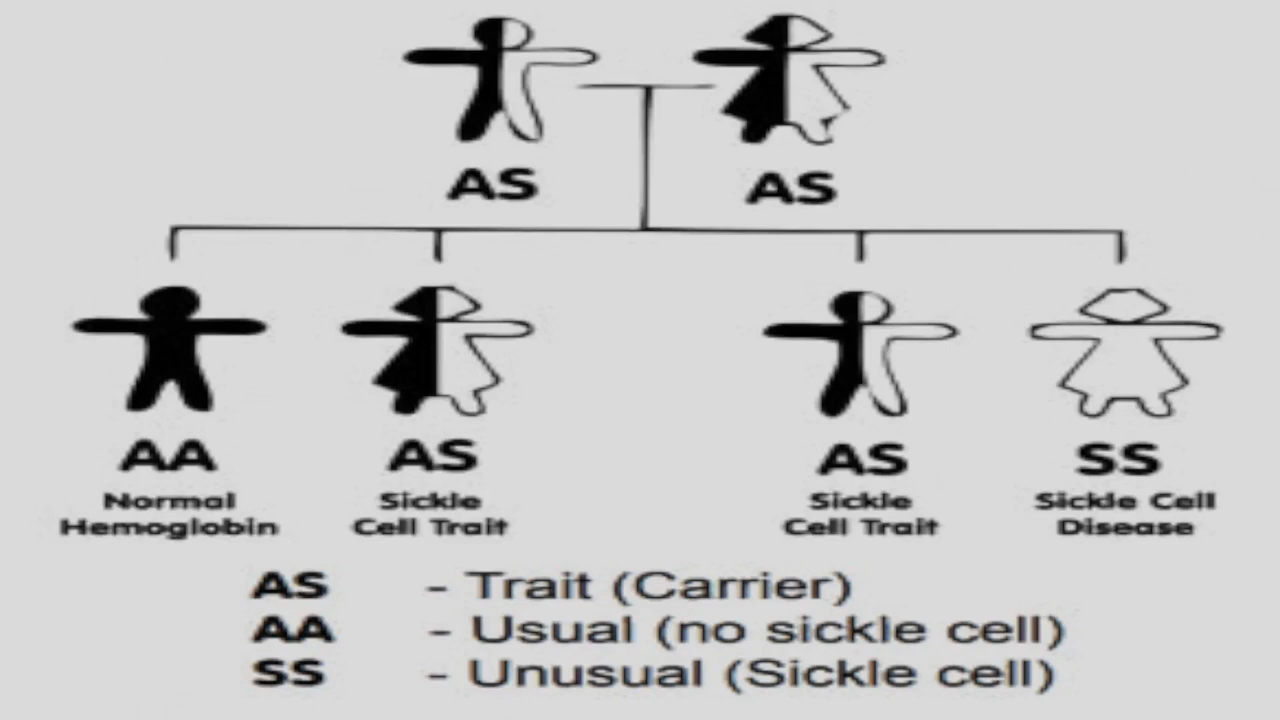 AS AS
AA AS AS SS
Normal Sickle Sickle Sickle Cell
Hemoglobin Cell Trait Cell Trait Disease
AS - Trait (Carrier)
AA - Usual (no sickle cell)
SS - Unusual (Sickle cell)